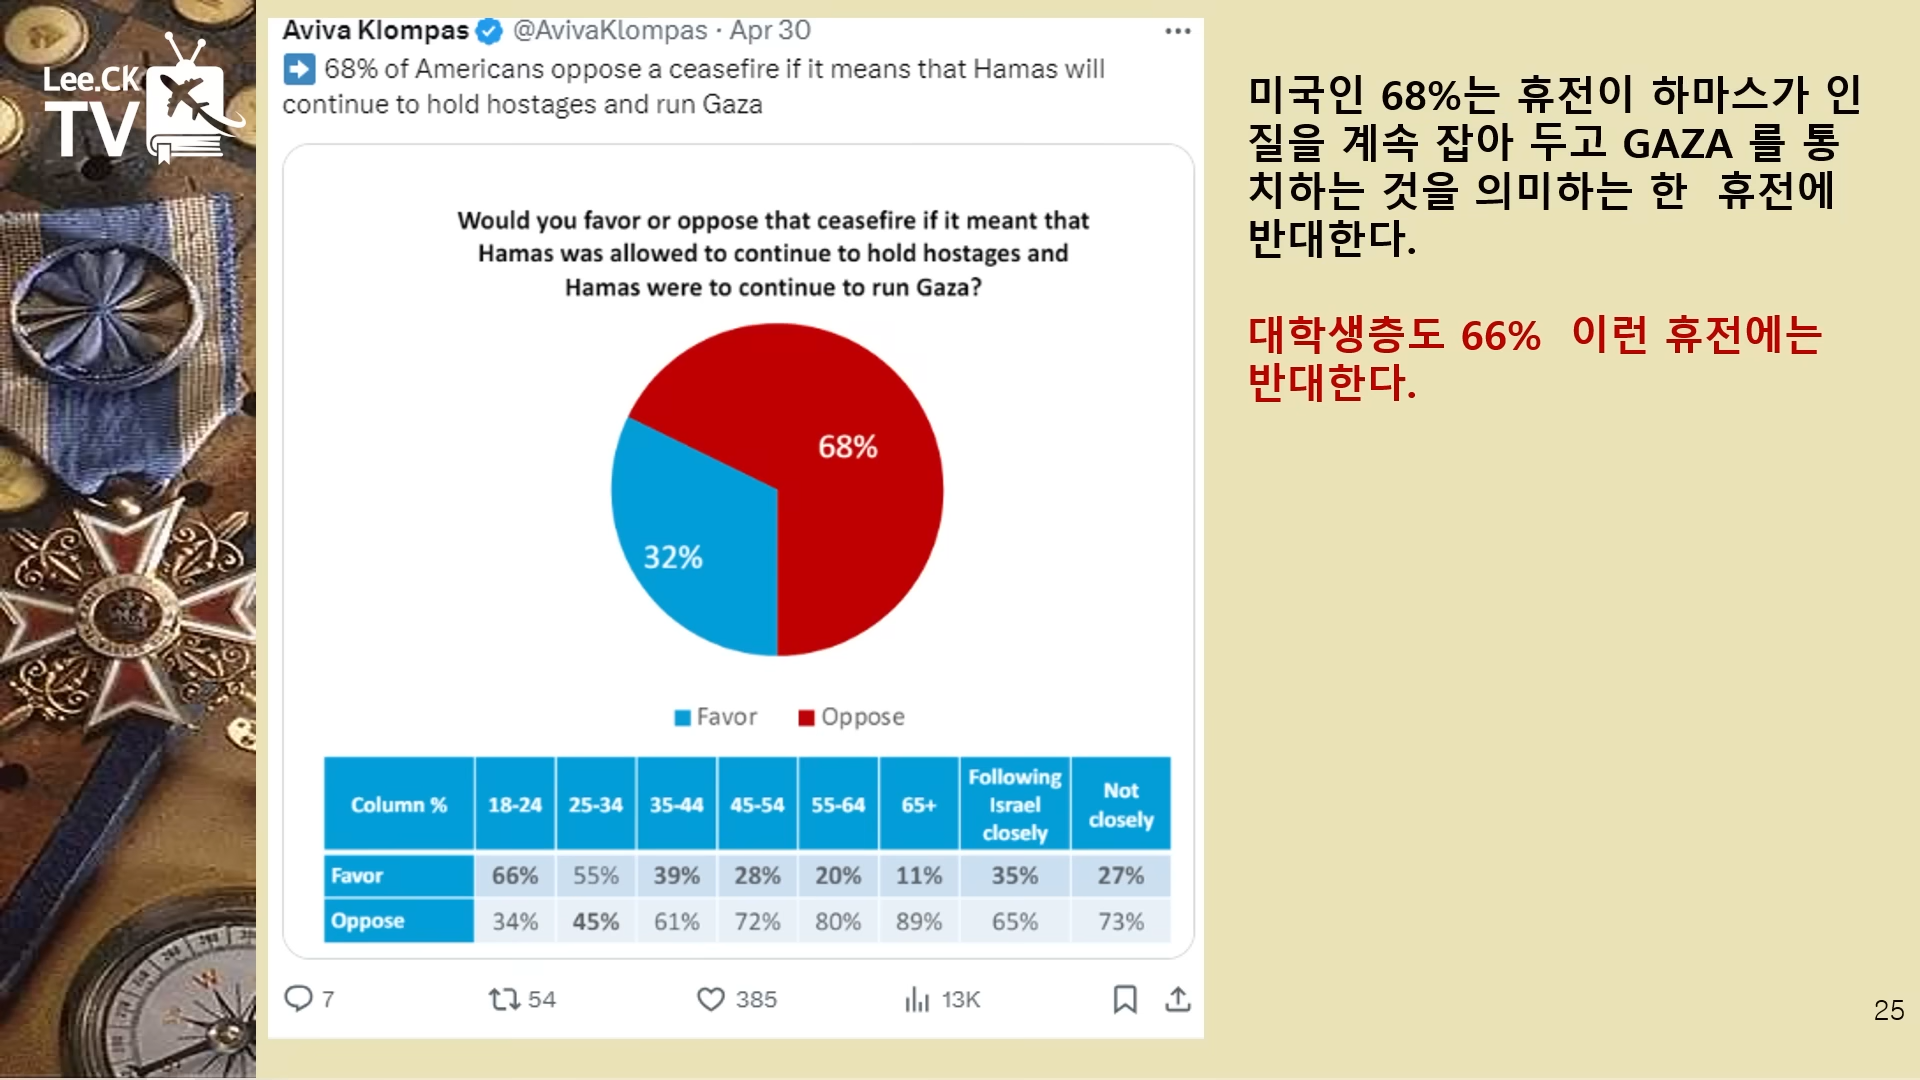 Lee.CK
TV
Aviva Klompas @AvivaKlompas · Apr 30
68% of Americans oppose a ceasefire if it means that Hamas will
continue to hold hostages and run Gaza
Would you favor or oppose that ceasefire if it meant that
Hamas was allowed to continue to hold hostages and
Hamas were to continue to run Gaza?
68%
32%
Favor Oppose
Column % 18-24 25-34 35-44 45-54 55-64 65+ Following Israel closely Not closely
Favor 66% 55% 39% 28% 20% 11% 35% 27%
Oppose 34% 45% 61% 72% 80% 89% 65% 73%
7 54 385 13K
미국인 68%는 휴전이 하마스가 인
질을 계속 잡아 두고 GAZA 를 통
치하는 것을 의미하는 한 휴전에
반대한다.
대학생층도 66% 이런 휴전에는
반대한다.
25